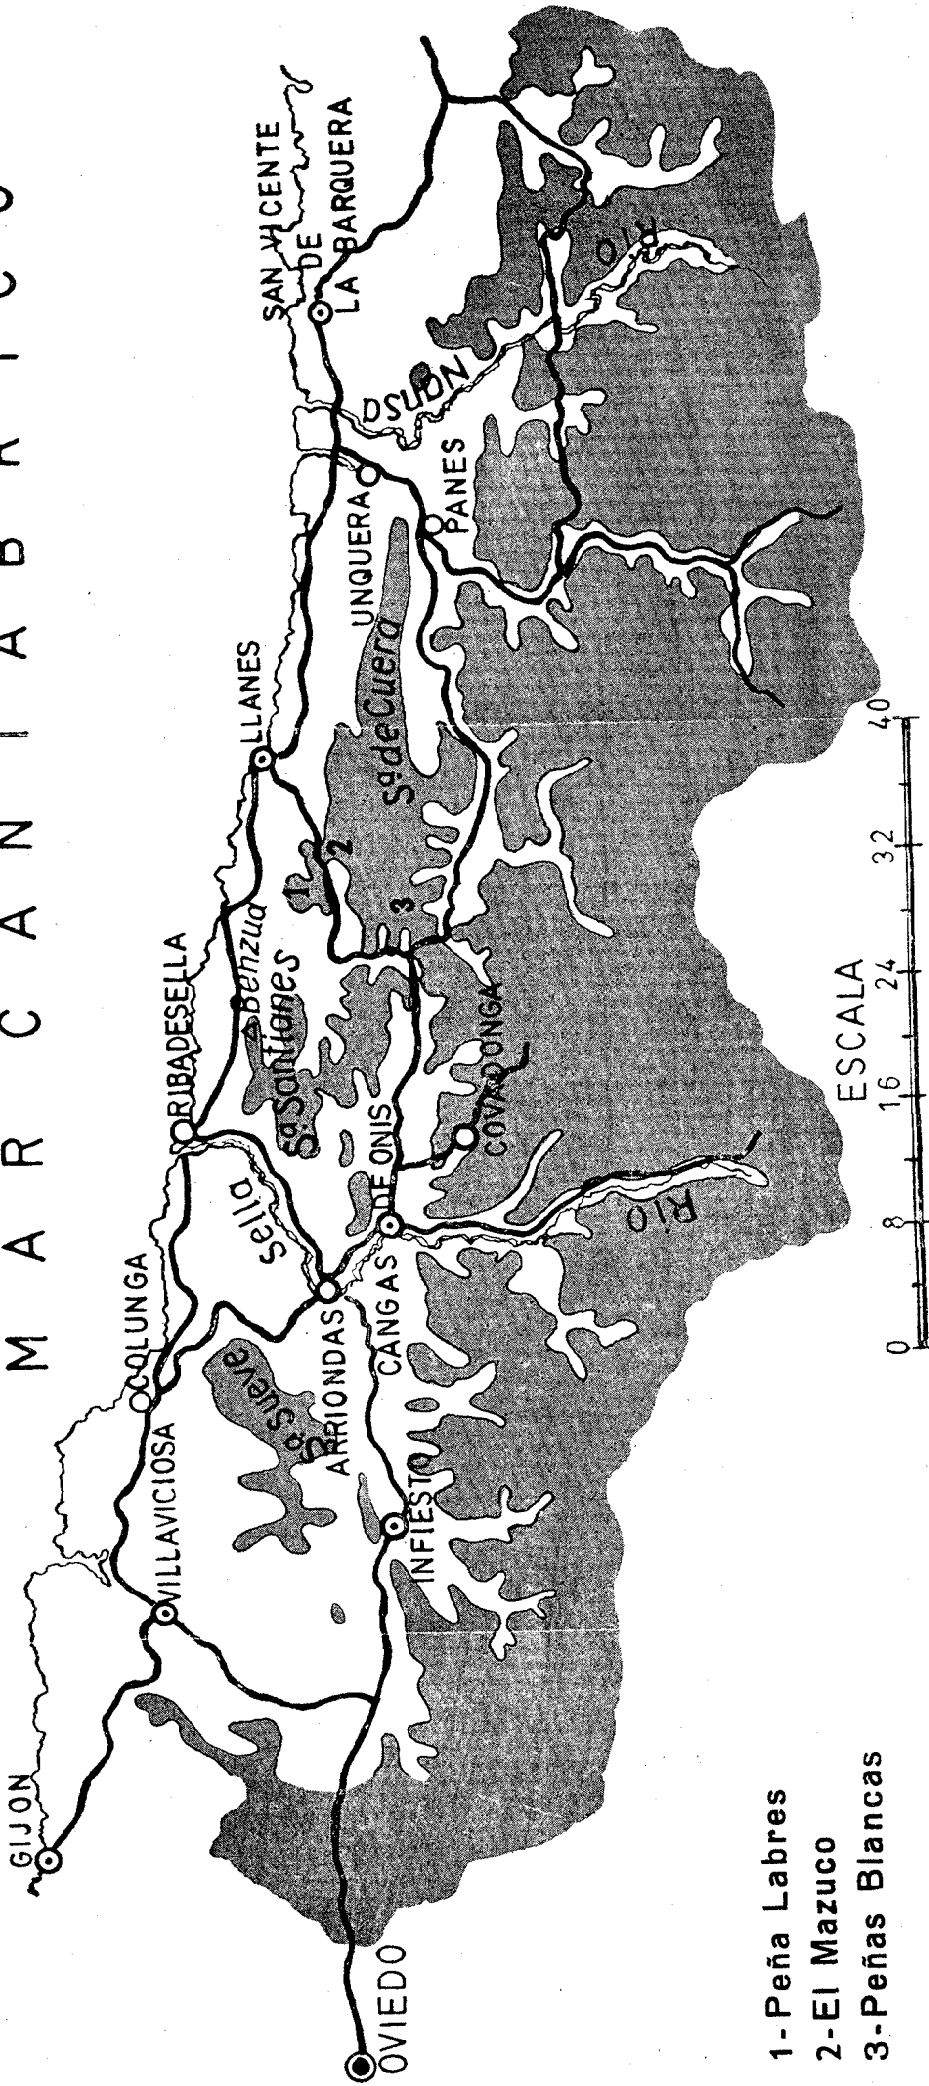 MAR CANTABRICO
GIJON
VILLAVICIOSA
COLUNGA
RIBADESELLA
LLANES
SAN VICENTE
DE
LA BARQUERA
OVIEDO
INFIESTO
Sª Sueve
ARRIONDAS
Sella
CANGAS DE ONIS
Sª Santianes
Benzua
COVADONGA
1
2
3
Sª de Cuera
UNQUERA
PANES
Nansa
RIO
Rio
1-Peña Labres
2-El Mazuco
3-Peñas Blancas
ESCALA
0 8 16 24 32 40